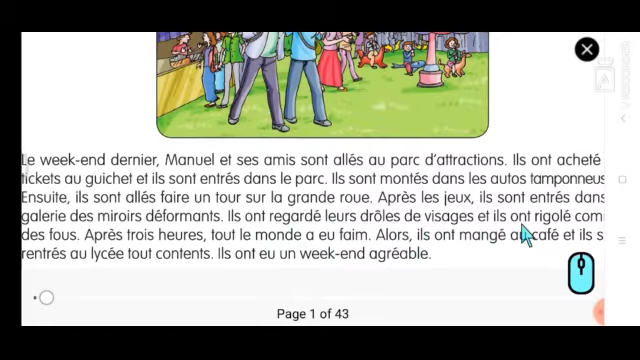 Le week-end dernier, Manuel et ses amis sont allés au parc d'attractions. Ils ont acheté
tickets au guichet et ils sont entrés dans le parc. Ils sont montés dans les autos tamponneus
Ensuite, ils sont allés faire un tour sur la grande roue. Après les jeux, ils sont entrés dans
galerie des miroirs déformants. Ils ont regardé leurs drôles de visages et ils ont rigolé com
des fous. Après trois heures, tout le monde a eu faim. Alors, ils ont mangé au café et ils s
rentrés au lycée tout contents. Ils ont eu un week-end agréable.
Page 1 of 43